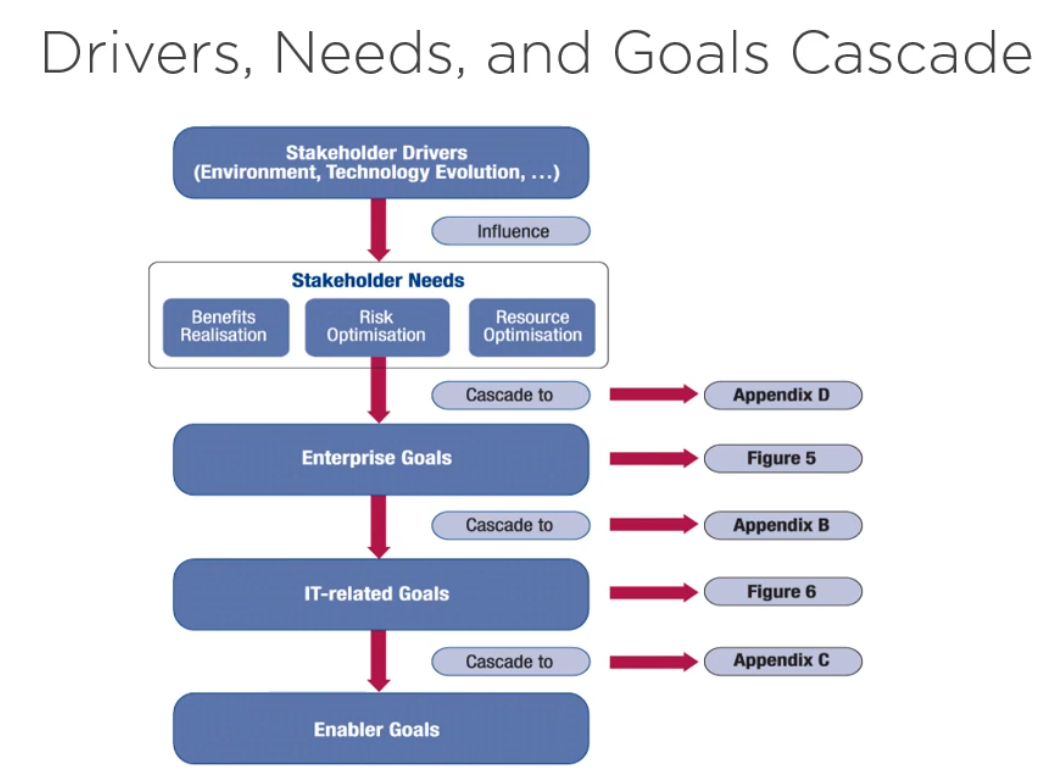 Drivers, Needs, and Goals Cascade
Stakeholder Drivers
(Environment, Technology Evolution, …)
Influence
Stakeholder Needs
Benefits
Realisation
Risk
Optimisation
Resource
Optimisation
Cascade to
Appendix D
Enterprise Goals
Figure 5
Cascade to
Appendix B
IT-related Goals
Figure 6
Cascade to
Appendix C
Enabler Goals